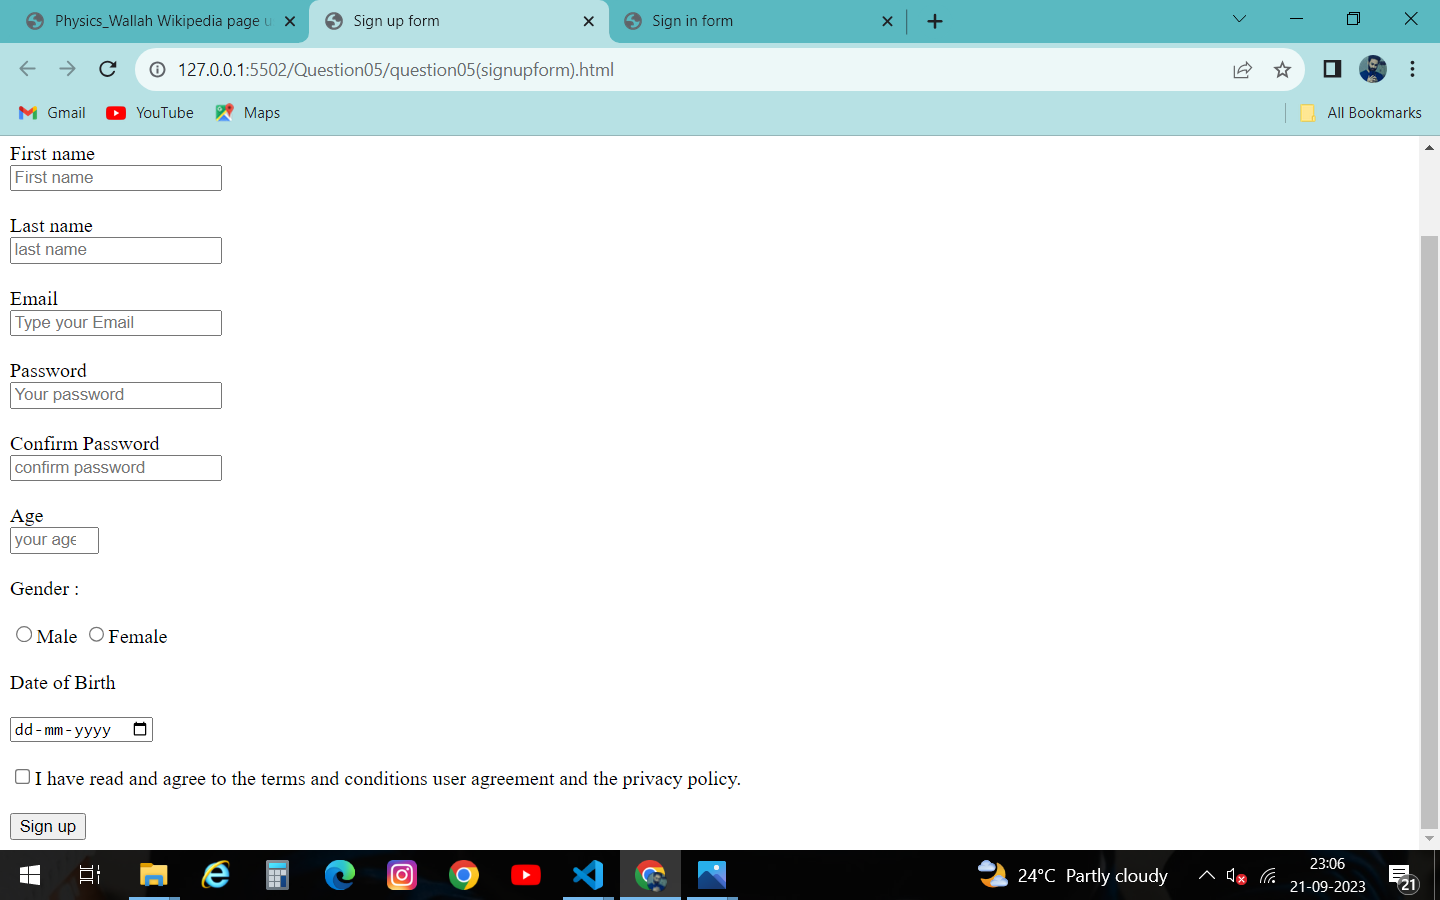 Physics_Wallah Wikipedia page u
Sign up form
Sign in form
127.0.0.1:5502/Question05/question05(signupform).html
Gmail
YouTube
Maps
All Bookmarks
First name
First name
Last name
last name
Email
Type your Email
Password
Your password
Confirm Password
confirm password
Age
your age
Gender :
Male Female
Date of Birth
dd-mm-yyyy
I have read and agree to the terms and conditions user agreement and the privacy policy.
Sign up
24°C Partly cloudy
23:06
21-09-2023
21